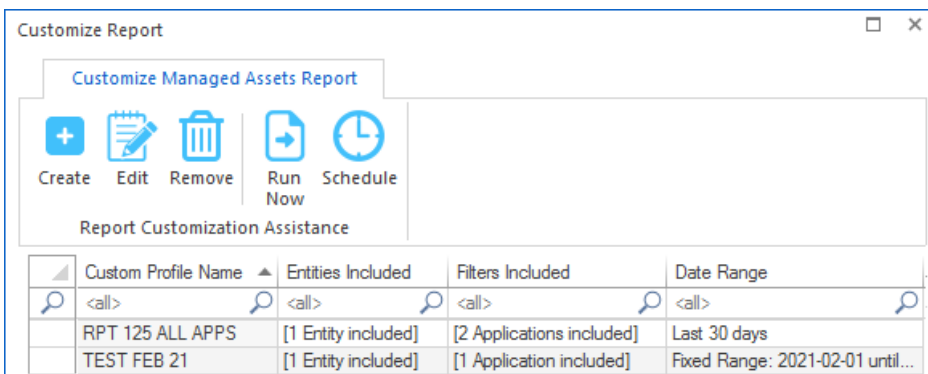 Customize Report
Customize Managed Assets Report
Create Edit Remove Run Now Schedule
Report Customization Assistance
Custom Profile Name Entities Included Filters Included Date Range
<all> <all> <all> <all>
RPT 125 ALL APPS [1 Entity included] [2 Applications included] Last 30 days
TEST FEB 21 [1 Entity included] [1 Application included] Fixed Range: 2021-02-01 until...